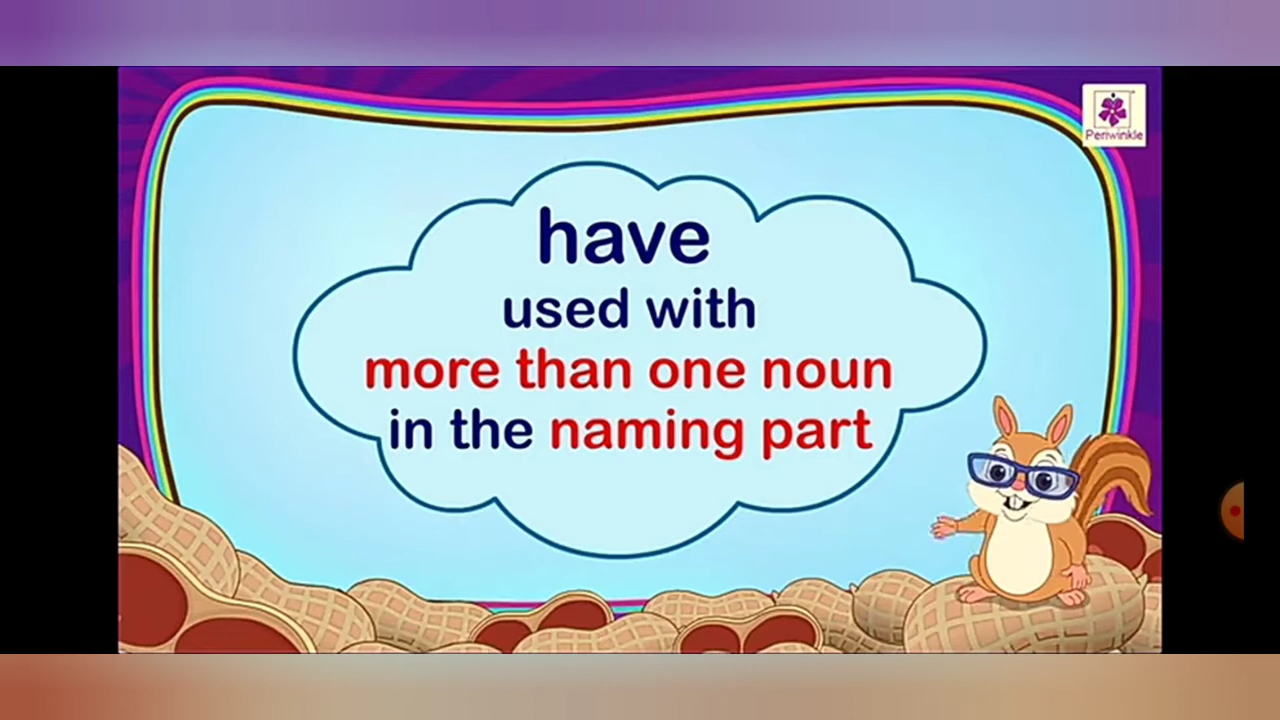 Periwinkle
have
used with
more than one noun
in the naming part